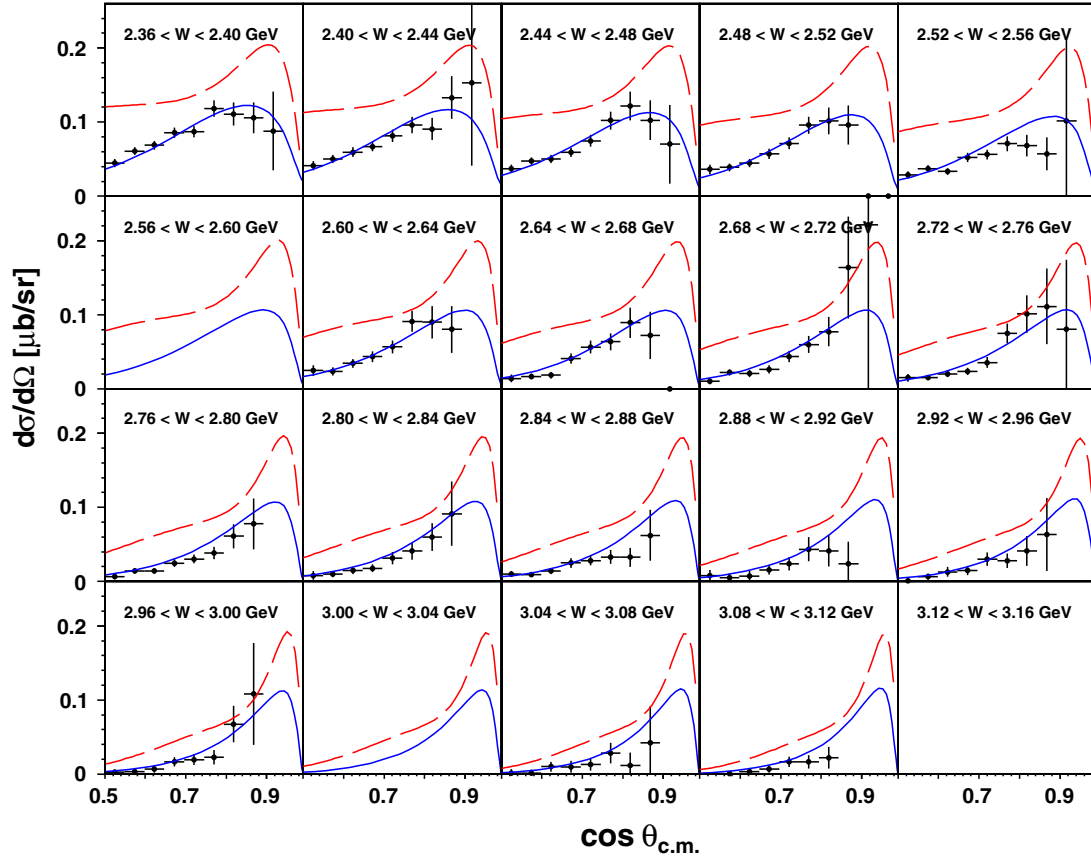 2.36 < W < 2.40 GeV 2.40 < W < 2.44 GeV 2.44 < W < 2.48 GeV 2.48 < W < 2.52 GeV 2.52 < W < 2.56 GeV
0.2
0.1
0
2.56 < W < 2.60 GeV 2.60 < W < 2.64 GeV 2.64 < W < 2.68 GeV 2.68 < W < 2.72 GeV 2.72 < W < 2.76 GeV
0.2
0.1
0
2.76 < W < 2.80 GeV 2.80 < W < 2.84 GeV 2.84 < W < 2.88 GeV 2.88 < W < 2.92 GeV 2.92 < W < 2.96 GeV
0.2
0.1
0
2.96 < W < 3.00 GeV 3.00 < W < 3.04 GeV 3.04 < W < 3.08 GeV 3.08 < W < 3.12 GeV 3.12 < W < 3.16 GeV
0.2
0.1
0
0.5 0.7 0.9 0.7 0.9 0.7 0.9 0.7 0.9 0.7 0.9
dσ/dΩ [μb/sr]
cos θc.m.